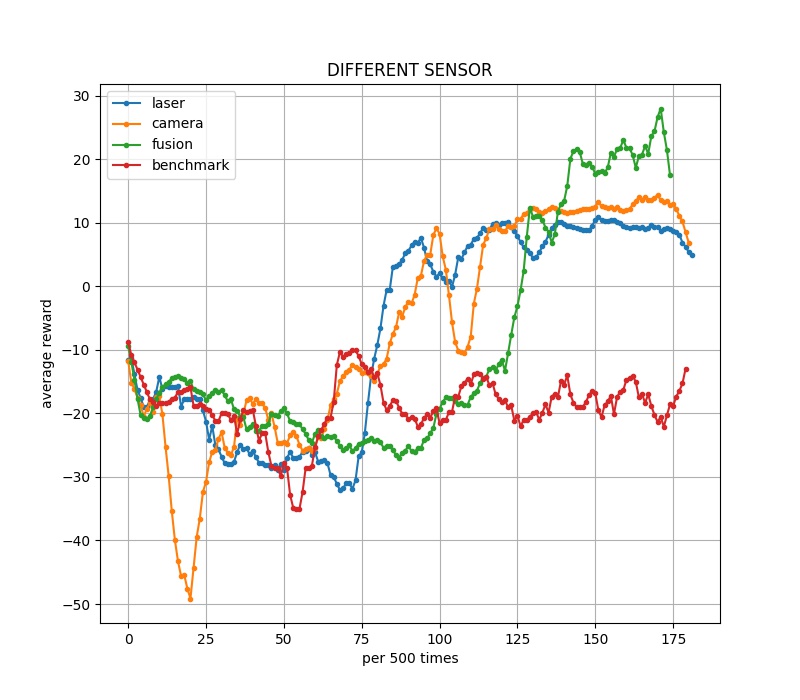 DIFFERENT SENSOR
laser
camera
fusion
benchmark
30
20
10
0
−10
−20
−30
−40
−50
average reward
0 25 50 75 100 125 150 175
per 500 times